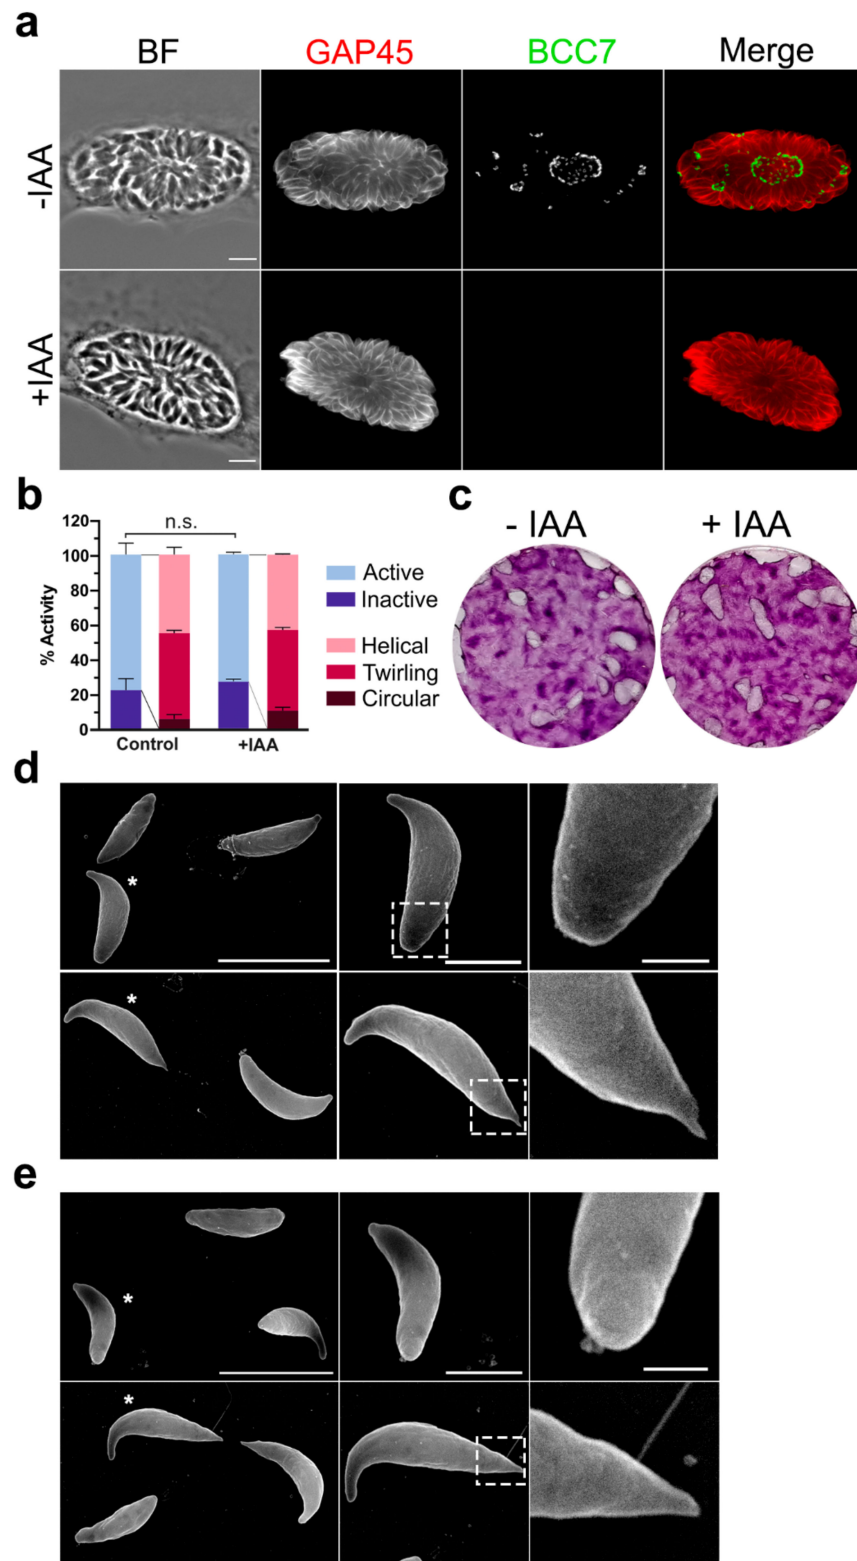 a
BF GAP45 BCC7 Merge
-IAA
+IAA
b
n.s.
120
100
80
60
40
20
0
% Activity
Control +IAA
Active
Inactive
Helical
Twirling
Circular
c
- IAA + IAA
d
*
*
e
*
*